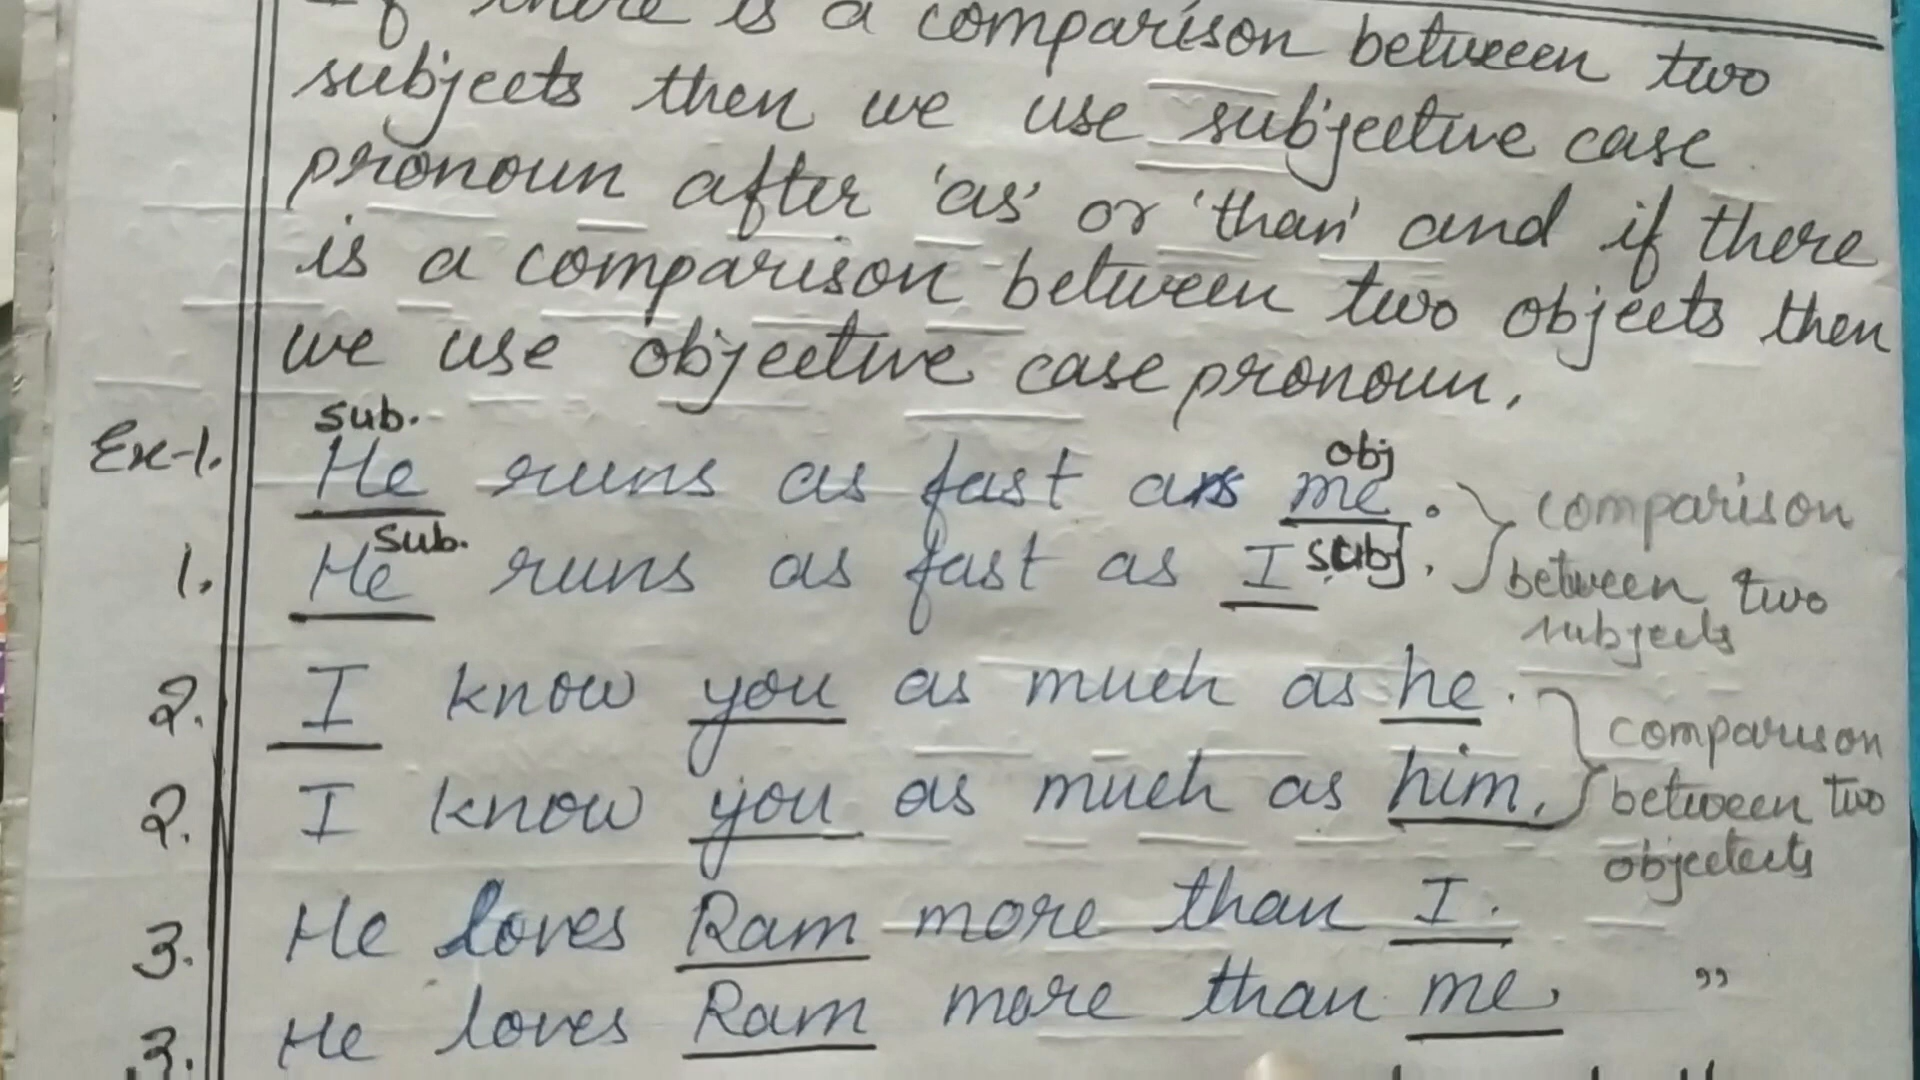 If there is a comparison between two
subjects then we use subjective case
pronoun after 'as' or 'than' and if there
is a comparison between two objects then
we use objective case pronoun.
sub. obj
Ex-1. He runs as fast as me. comparison
sub. subj.
1. He runs as fast as I. between two
subjects
2. I know you as much as he. comparison
2. I know you as much as him. between two
objectects
3. He loves Ram more than I.
3. He loves Ram more than me. ,,